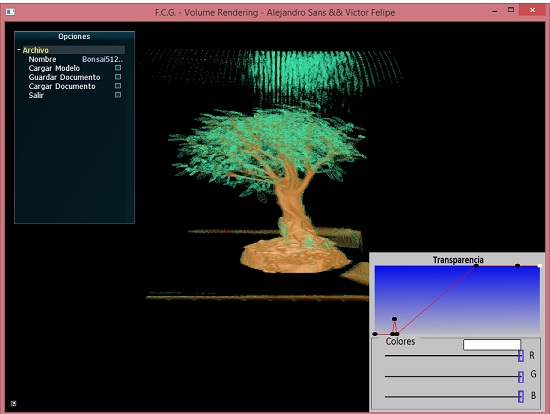 F.C.G. - Volume Rendering - Alejandro Sans && Victor Felipe
Opciones
Archivo
Nombre Bonsai512..
Cargar Modelo
Guardar Documento
Cargar Documento
Salir
Transparencia
Colores
R
G
B